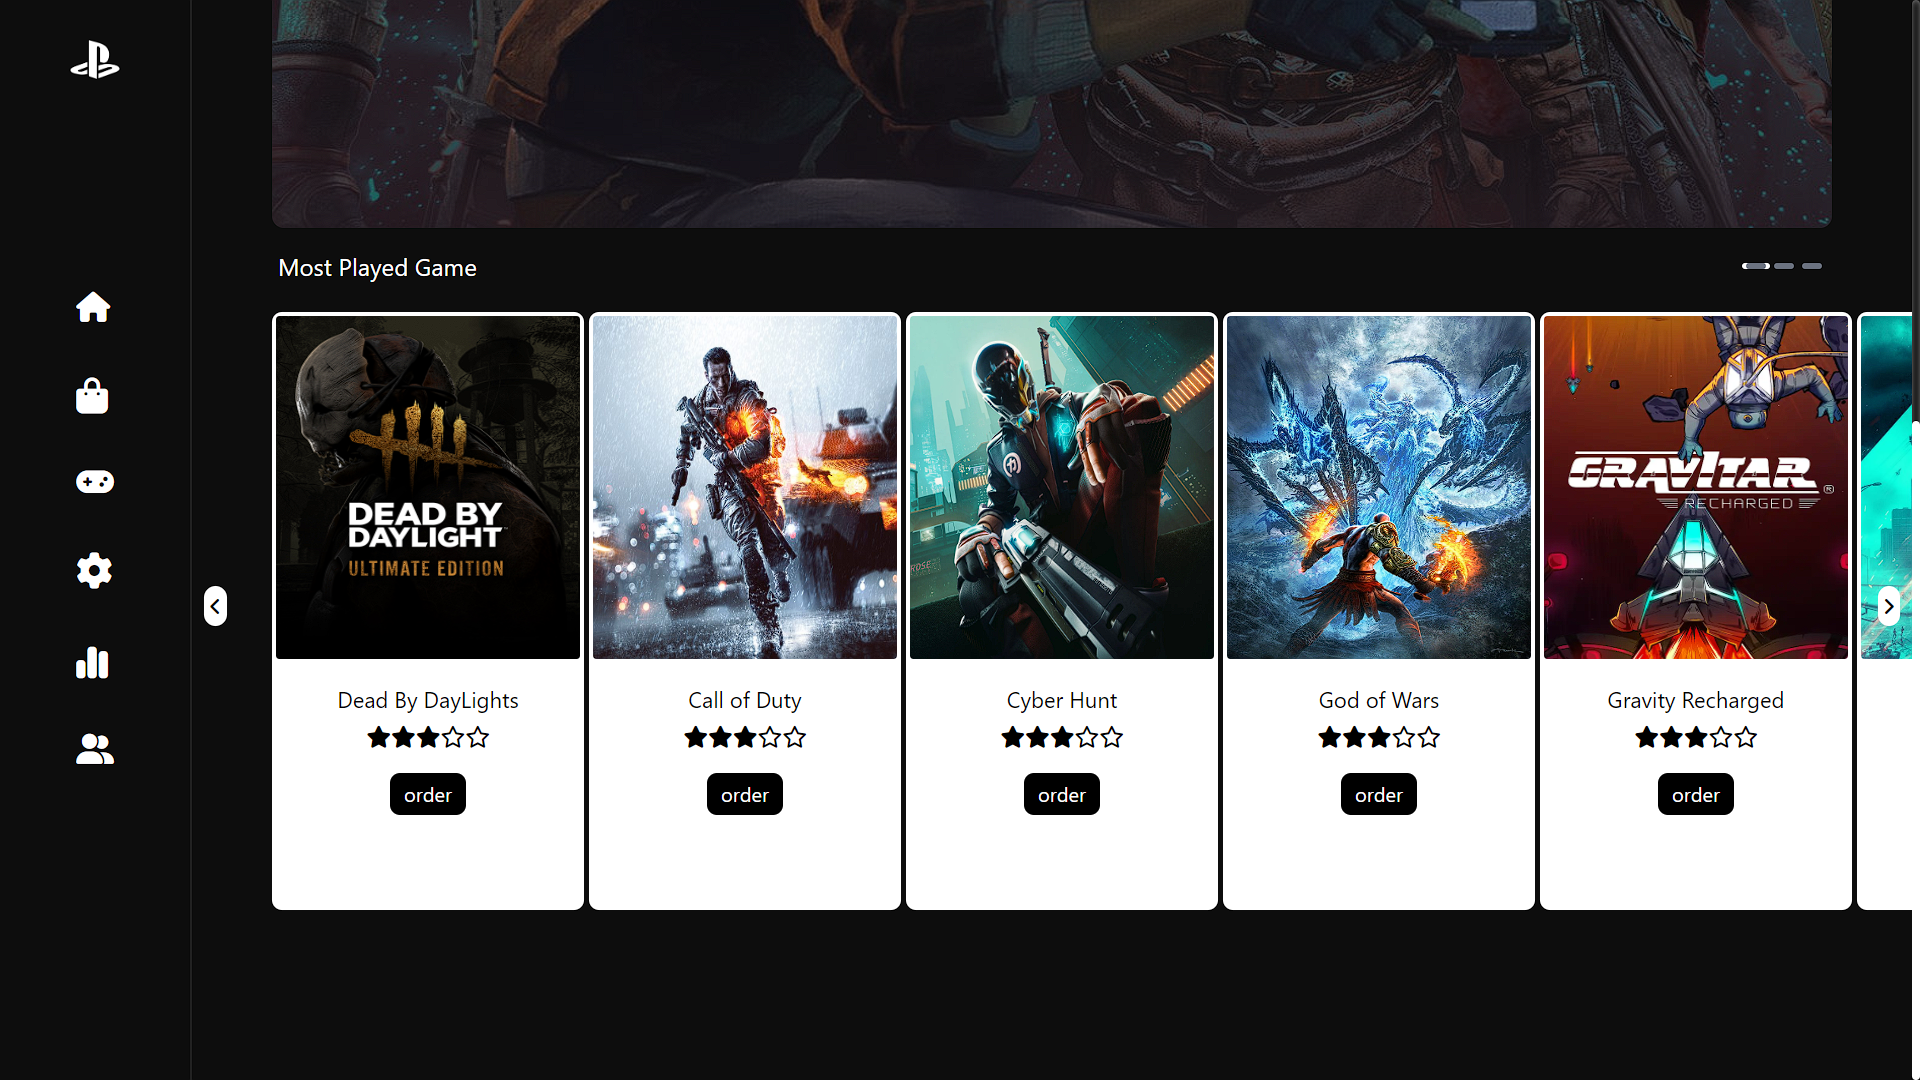 Most Played Game
DEAD BY
DAYLIGHT™
ULTIMATE EDITION
GRAVITAR®
RECHARGED
Dead By DayLights
Call of Duty
Cyber Hunt
God of Wars
Gravity Recharged
order
order
order
order
order